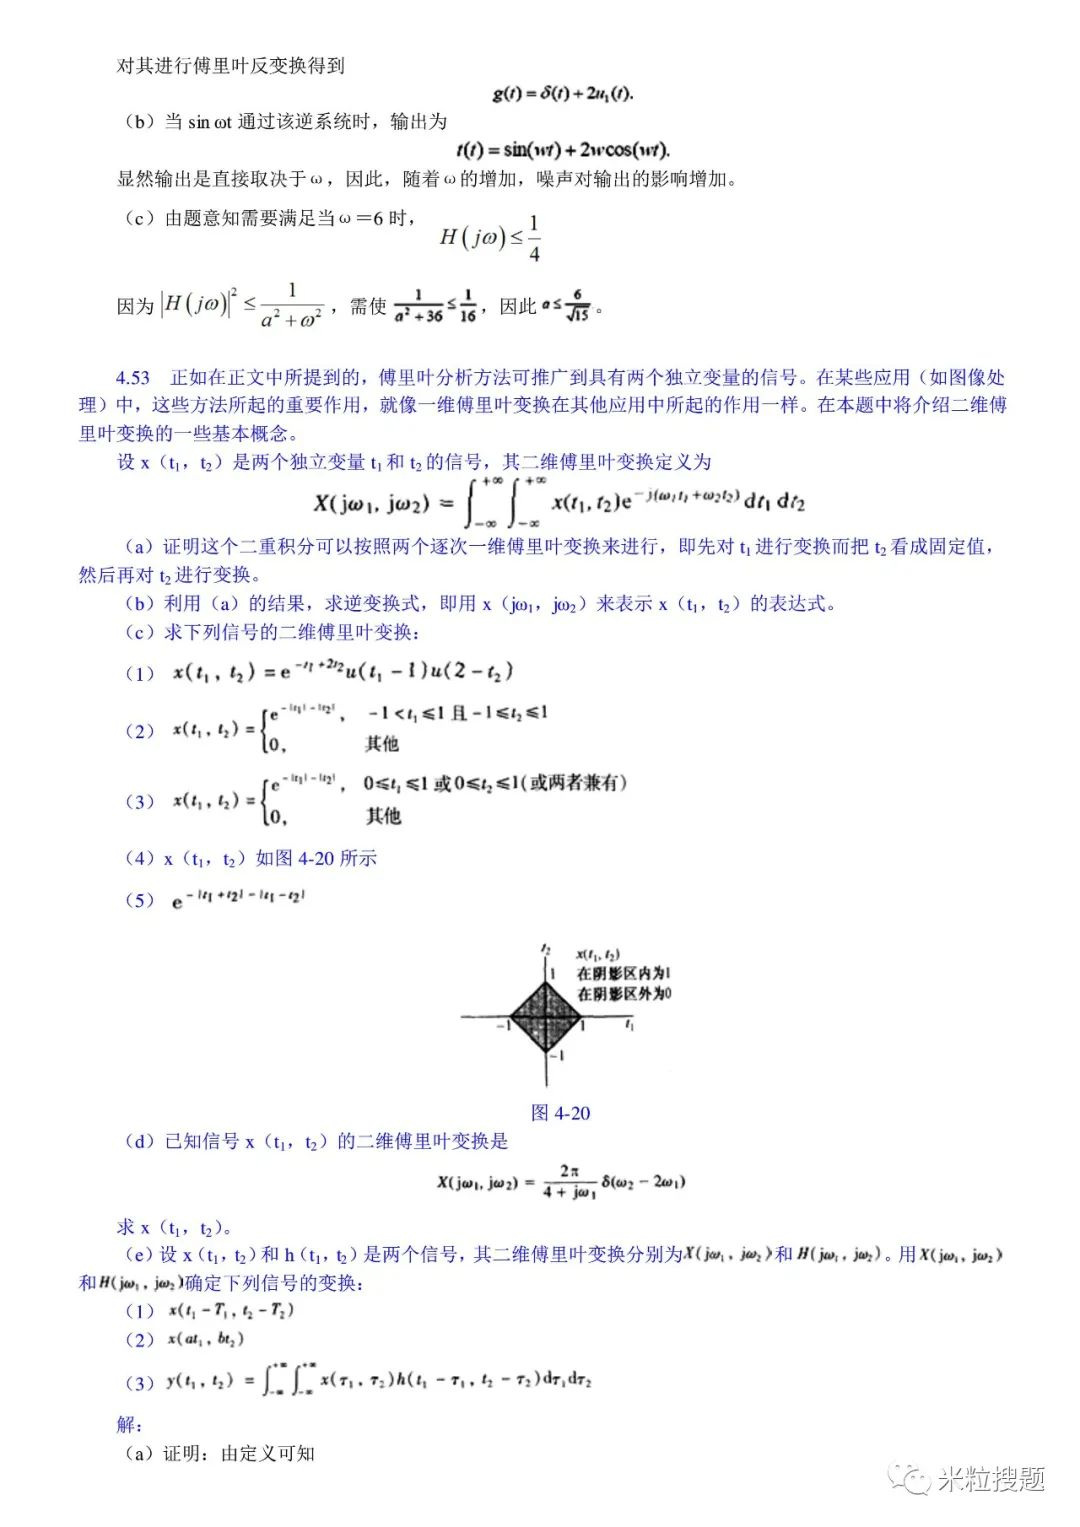 对其进行傅里叶反变换得到
g(t) = δ(t) + 2u₁(t).
（b）当 sin ωt 通过该逆系统时，输出为
t(t) = sin(wt) + 2wcos(wt).
显然输出是直接取决于ω，因此，随着ω的增加，噪声对输出的影响增加。
（c）由题意知需要满足当ω＝6 时， H(jω) ≤ 1/4
因为 |H(jω)|² ≤ 1/(a² + ω²)，需使 1/(a² + 36) ≤ 1/16，因此 a ≤ 6/√15。
4.53 正如在正文中所提到的，傅里叶分析方法可推广到具有两个独立变量的信号。在某些应用（如图像处
理）中，这些方法所起的重要作用，就像一维傅里叶变换在其他应用中所起的作用一样。在本题中将介绍二维傅
里叶变换的一些基本概念。
设 x（t₁，t₂）是两个独立变量 t₁和 t₂的信号，其二维傅里叶变换定义为
X(jω₁, jω₂) = ∫₋∞⁺∞ ∫₋∞⁺∞ x(t₁, t₂)e^{-j(ω₁t₁+ω₂t₂)} dt₁ dt₂
（a）证明这个二重积分可以按照两个逐次一维傅里叶变换来进行，即先对 t₁进行变换而把 t₂看成固定值，
然后再对 t₂进行变换。
（b）利用（a）的结果，求逆变换式，即用 x（jω₁，jω₂）来表示 x（t₁，t₂）的表达式。
（c）求下列信号的二维傅里叶变换：
（1） x(t₁, t₂) = e^{-t₁+2t₂}u(t₁ - 1)u(2 - t₂)
（2） x(t₁, t₂) = { e^{-|t₁|-|t₂|}, -1 < t₁ ≤ 1 且 -1 ≤ t₂ ≤ 1
0, 其他
（3） x(t₁, t₂) = { e^{-|t₁|-|t₂|}, 0 ≤ t₁ ≤ 1 或 0 ≤ t₂ ≤ 1(或两者兼有)
0, 其他
（4）x（t₁，t₂）如图 4-20 所示
（5） e^{-|t₁+t₂|-|t₁-t₂|}
t₂
x(t₁, t₂)
1 在阴影区内为1
在阴影区外为0
-1 1 t₁
-1
图 4-20
（d）已知信号 x（t₁，t₂）的二维傅里叶变换是
X(jω₁, jω₂) = 2π/(4 + jω₁) δ(ω₂ - 2ω₁)
求 x（t₁，t₂）。
（e）设 x（t₁，t₂）和 h（t₁，t₂）是两个信号，其二维傅里叶变换分别为X(jω₁, jω₂)和 H(jω₁, jω₂)。用X(jω₁, jω₂)
和H(jω₁, jω₂)确定下列信号的变换：
（1） x(t₁ - T₁, t₂ - T₂)
（2） x(at₁, bt₂)
（3） y(t₁, t₂) = ∫₋∞⁺∞ ∫₋∞⁺∞ x(τ₁, τ₂)h(t₁ - τ₁, t₂ - τ₂)dτ₁dτ₂
解：
（a）证明：由定义可知
米粒搜题